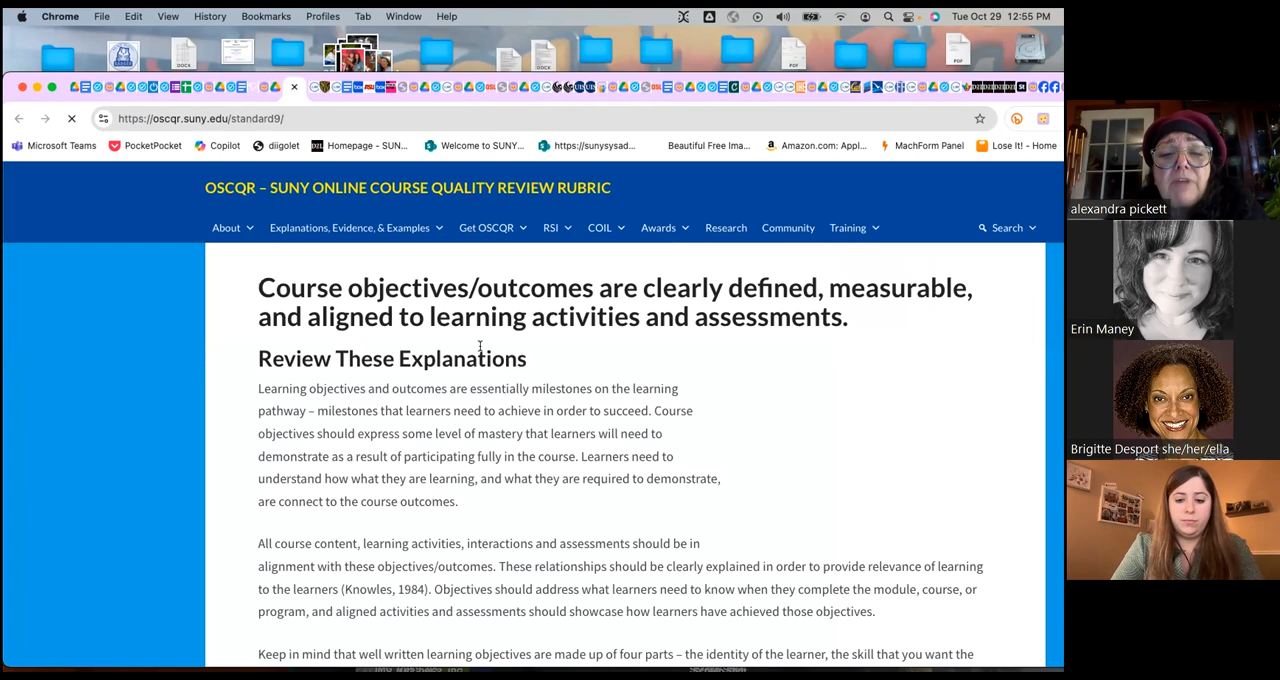 Chrome File Edit View History Bookmarks Profiles Tab Window Help Tue Oct 29 12:55 PM
DOCX DOCX PDF PDF
https://oscqr.suny.edu/standard9/
Microsoft Teams PocketPocket Copilot diigolet Homepage - SUN... Welcome to SUNY... https://sunysysad... Beautiful Free Ima... Amazon.com: Appl... MachForm Panel Lose It! - Home
OSCQR – SUNY ONLINE COURSE QUALITY REVIEW RUBRIC
About Explanations, Evidence, & Examples Get OSCQR RSI COIL Awards Research Community Training Search
Course objectives/outcomes are clearly defined, measurable,
and aligned to learning activities and assessments.
Review These Explanations
Learning objectives and outcomes are essentially milestones on the learning
pathway – milestones that learners need to achieve in order to succeed. Course
objectives should express some level of mastery that learners will need to
demonstrate as a result of participating fully in the course. Learners need to
understand how what they are learning, and what they are required to demonstrate,
are connect to the course outcomes.
All course content, learning activities, interactions and assessments should be in
alignment with these objectives/outcomes. These relationships should be clearly explained in order to provide relevance of learning
to the learners (Knowles, 1984). Objectives should address what learners need to know when they complete the module, course, or
program, and aligned activities and assessments should showcase how learners have achieved those objectives.
Keep in mind that well written learning objectives are made up of four parts – the identity of the learner, the skill that you want the
alexandra pickett
Erin Maney
Brigitte Desport she/her/ella